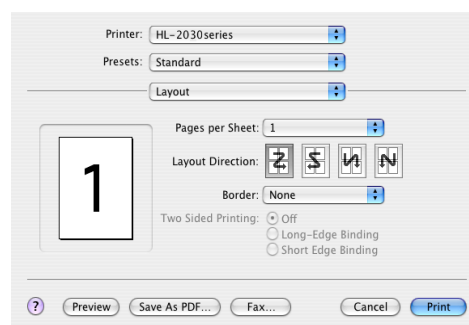 Printer: HL-2030series
Presets: Standard
Layout
1
Pages per Sheet: 1
Layout Direction:
Border: None
Two Sided Printing: Off
Long-Edge Binding
Short Edge Binding
? Preview Save As PDF... Fax... Cancel Print